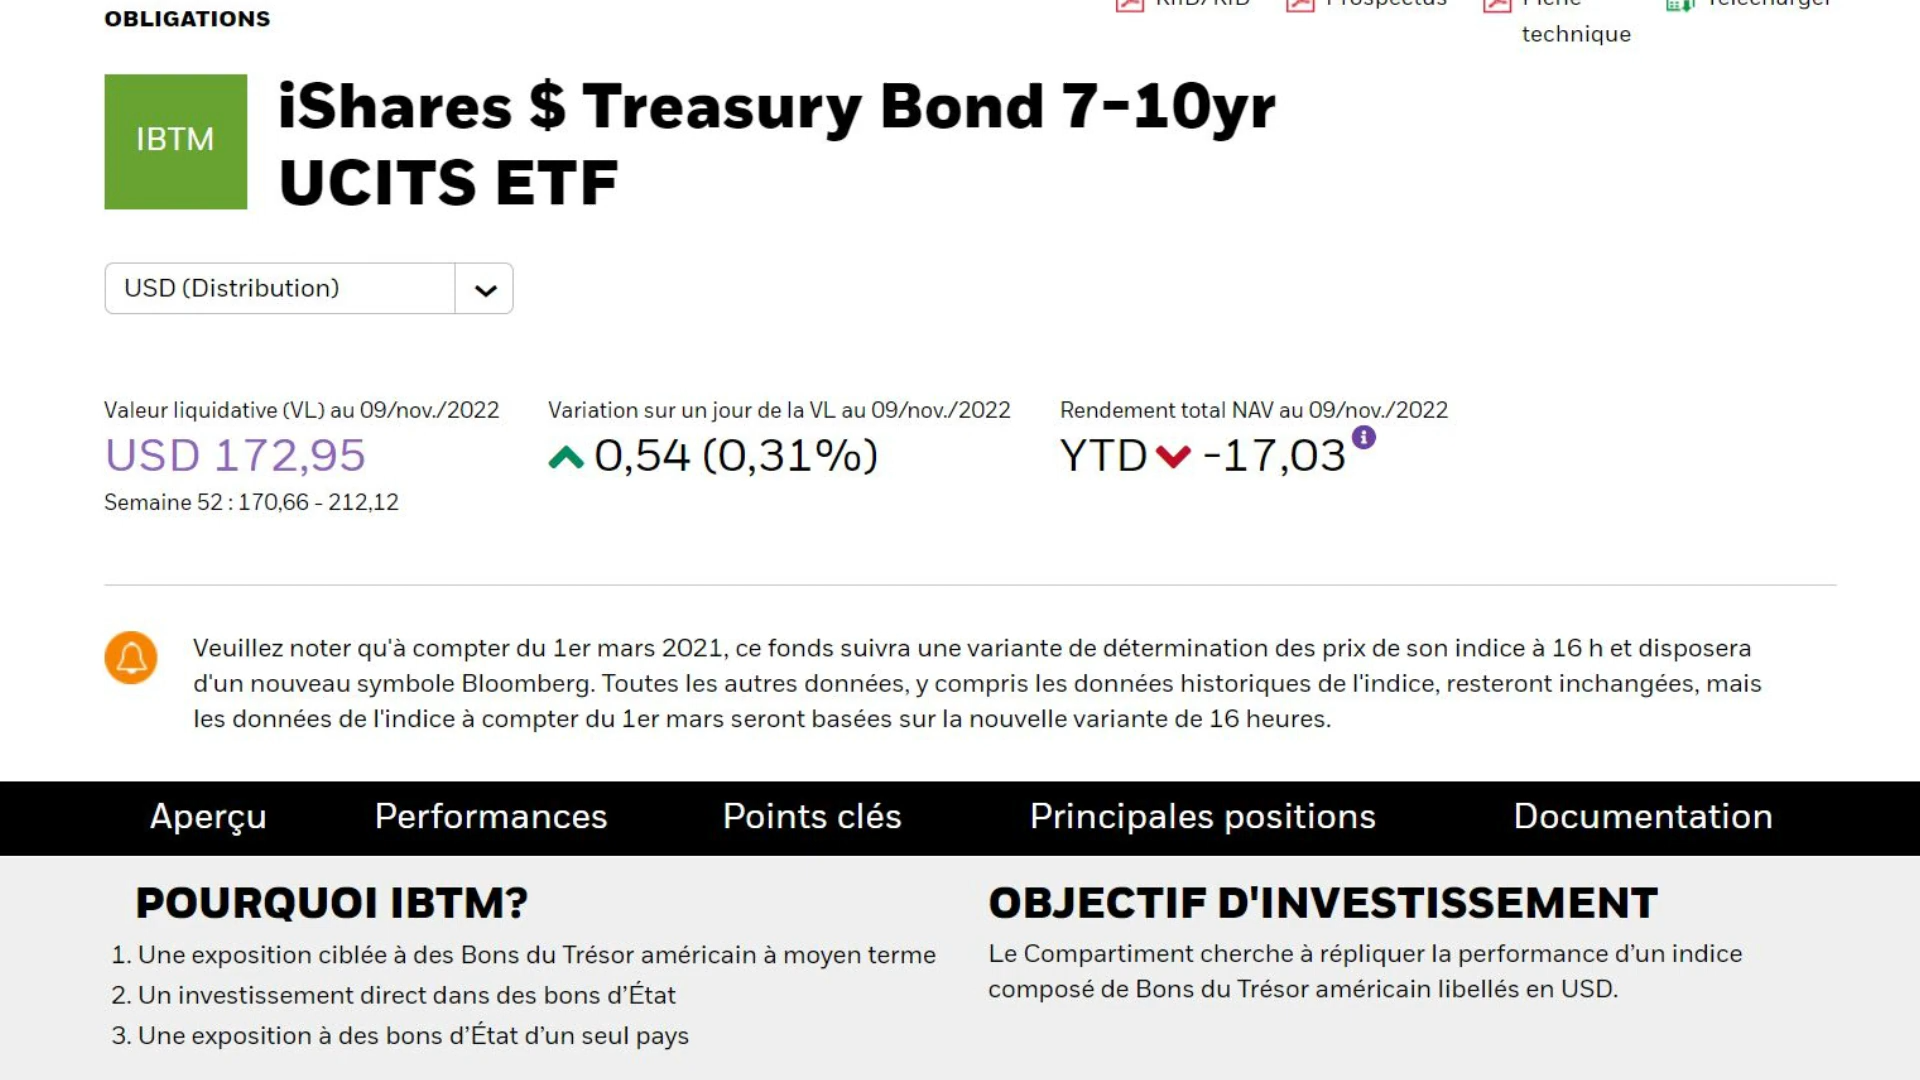 OBLIGATIONS
technique
IBTM
iShares $ Treasury Bond 7-10yr
UCITS ETF
USD (Distribution)
Valeur liquidative (VL) au 09/nov./2022
USD 172,95
Semaine 52 : 170,66 - 212,12
Variation sur un jour de la VL au 09/nov./2022
0,54 (0,31%)
Rendement total NAV au 09/nov./2022
YTD -17,03
Veuillez noter qu'à compter du 1er mars 2021, ce fonds suivra une variante de détermination des prix de son indice à 16 h et disposera
d'un nouveau symbole Bloomberg. Toutes les autres données, y compris les données historiques de l'indice, resteront inchangées, mais
les données de l'indice à compter du 1er mars seront basées sur la nouvelle variante de 16 heures.
Aperçu Performances Points clés Principales positions Documentation
POURQUOI IBTM?
1. Une exposition ciblée à des Bons du Trésor américain à moyen terme
2. Un investissement direct dans des bons d’État
3. Une exposition à des bons d’État d’un seul pays
OBJECTIF D'INVESTISSEMENT
Le Compartiment cherche à répliquer la performance d’un indice
composé de Bons du Trésor américain libellés en USD.